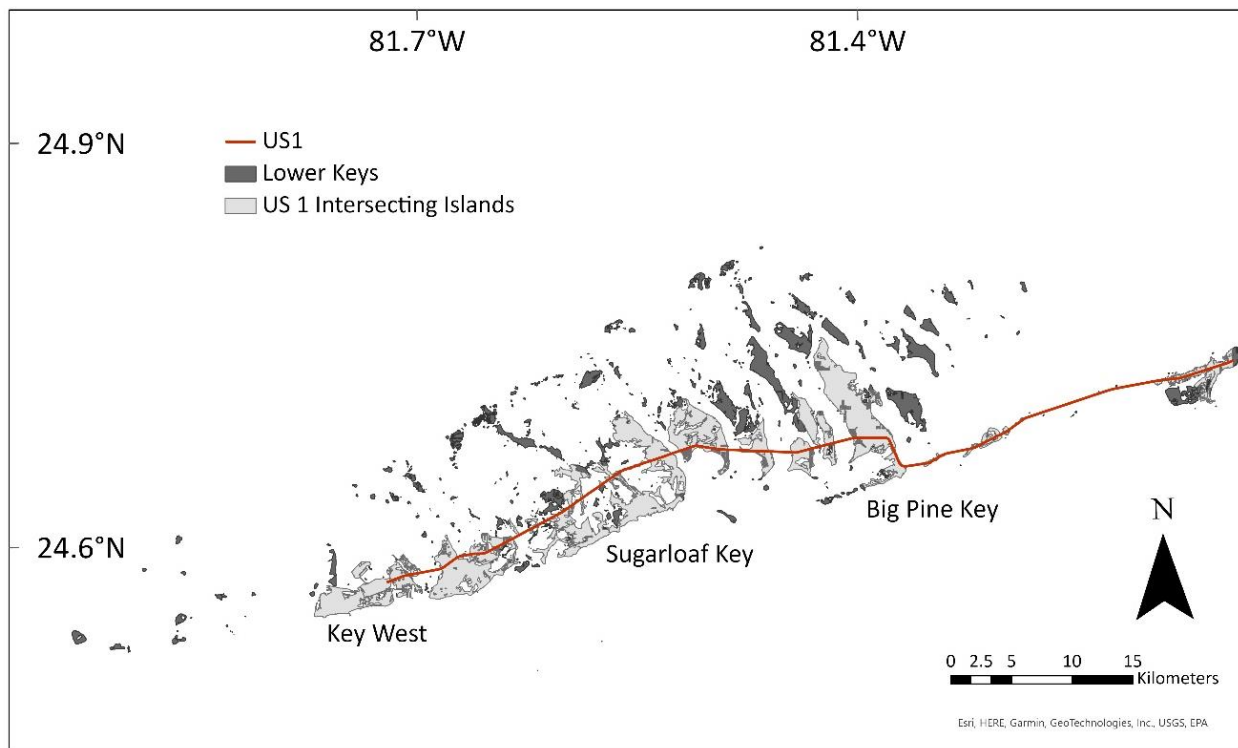 81.7°W
81.4°W
24.9°N
US1
Lower Keys
US 1 Intersecting Islands
24.6°N
Big Pine Key
Sugarloaf Key
Key West
N
0 2.5 5 10 15
Kilometers
Esri, HERE, Garmin, GeoTechnologies, Inc., USGS, EPA